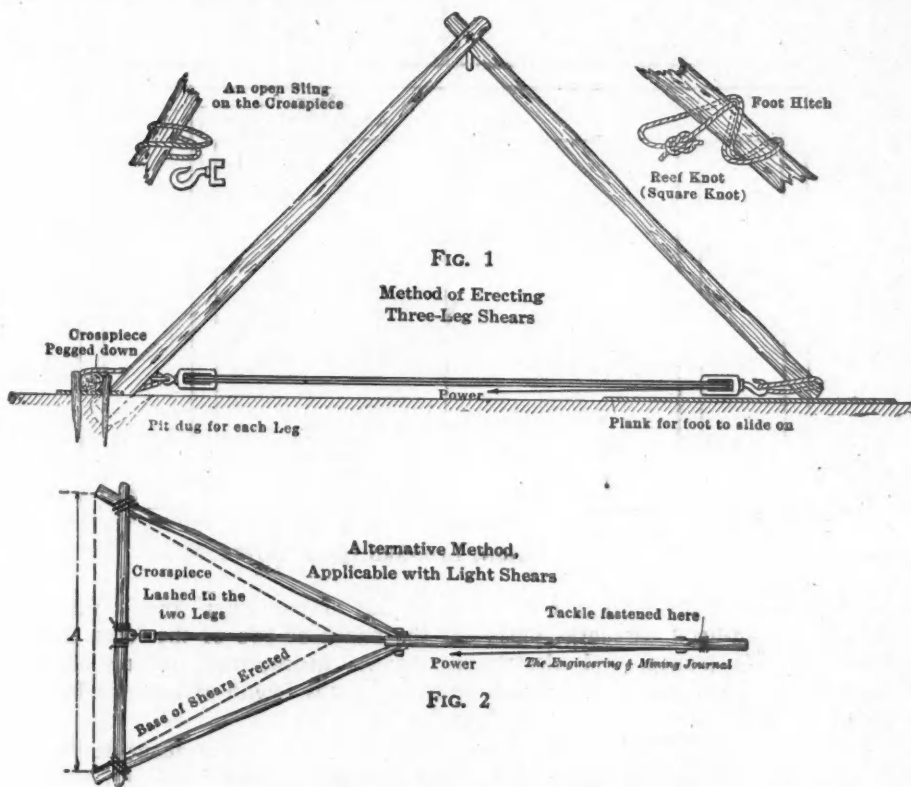 An open Sling
on the Crosspiece
Foot Hitch
Reef Knot
(Square Knot)
FIG. 1
Method of Erecting
Three-Leg Shears
Crosspiece
Pegged down
Power
Pit dug for each Leg
Plank for foot to slide on
Alternative Method,
Applicable with Light Shears
Crosspiece
Lashed to the
two Legs
Tackle fastened here
A
Power
The Engineering & Mining Journal
Base of Shears Erected
FIG. 2